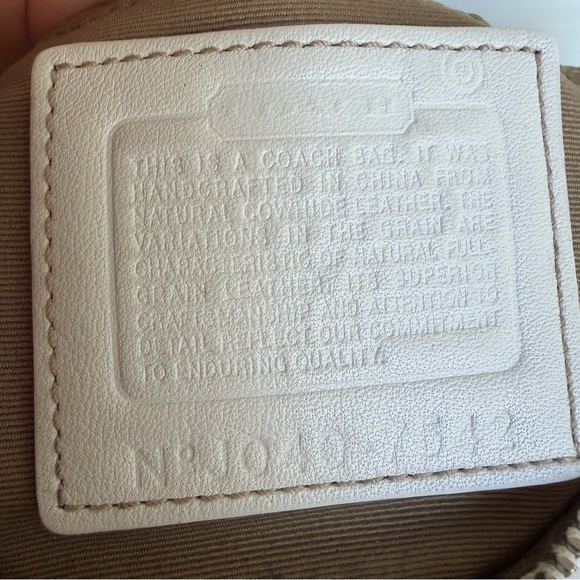 COACH
THIS IS A COACH BAG. IT WAS
HANDCRAFTED IN CHINA FROM
NATURAL COWHIDE LEATHER. THE
VARIATIONS IN THE GRAIN ARE
CHARACTERISTIC OF NATURAL FULL
GRAIN LEATHER. ITS SUPERIOR
CRAFTSMANSHIP AND ATTENTION TO
DETAIL REFLECT OUR COMMITMENT
TO ENDURING QUALITY.